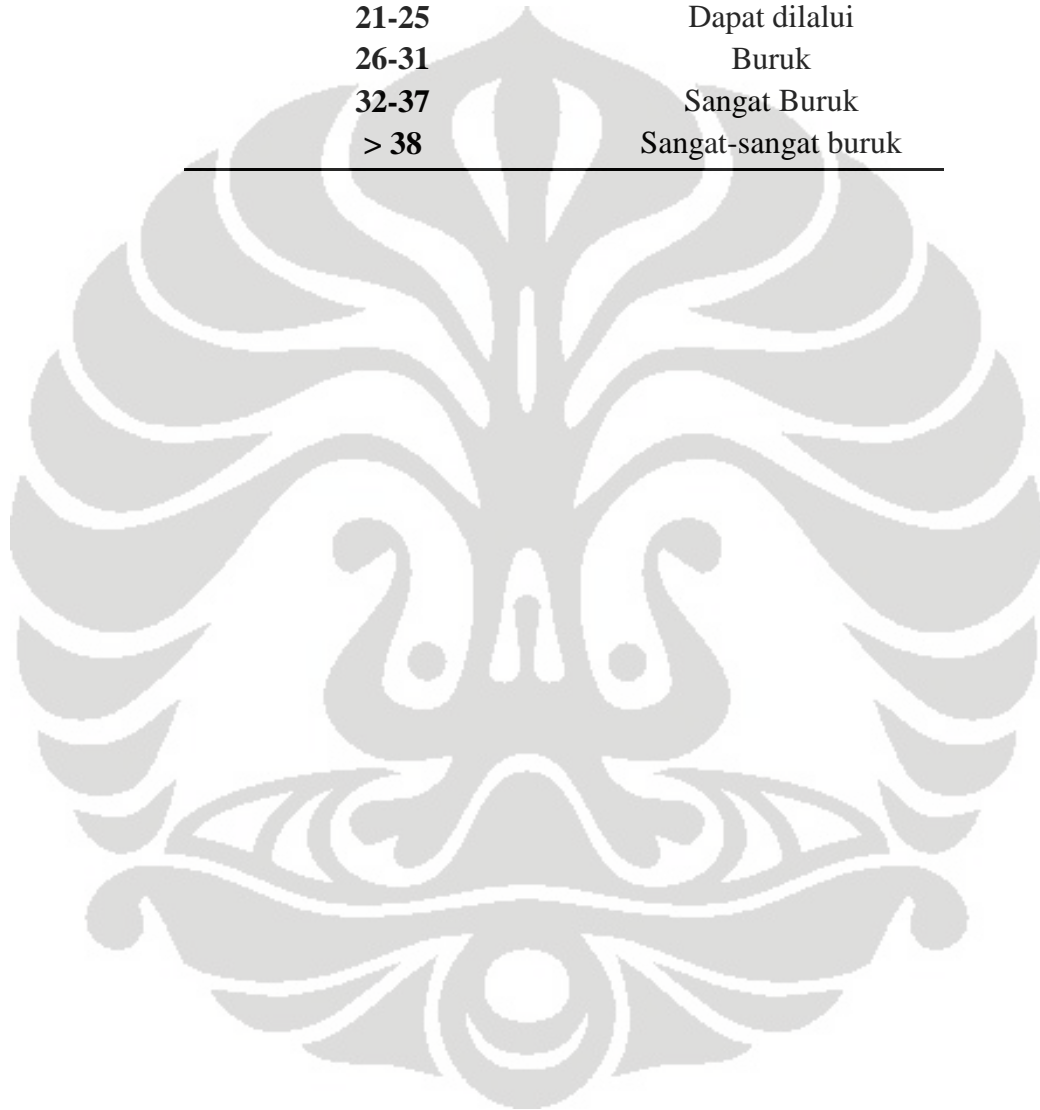 21-25 Dapat dilalui
26-31 Buruk
32-37 Sangat Buruk
> 38 Sangat-sangat buruk